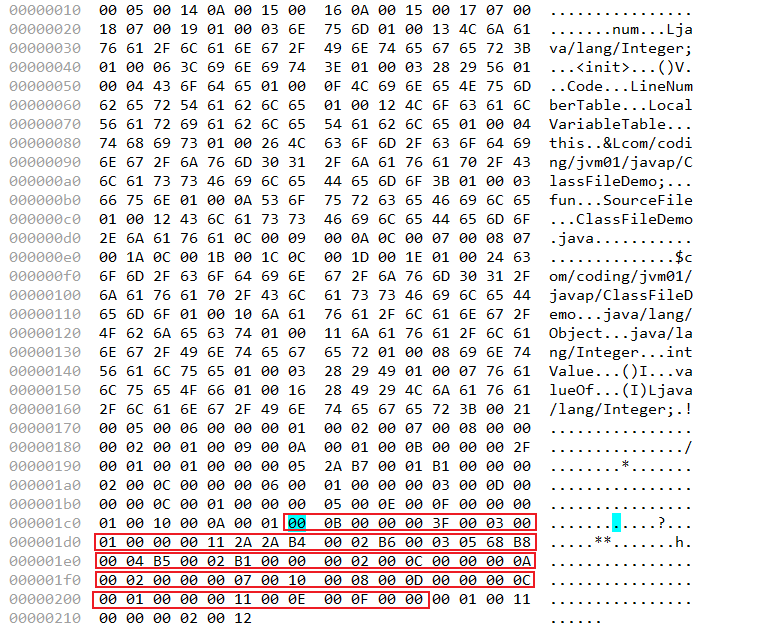 00000010 00 05 00 14 0A 00 15 00 16 0A 00 15 00 17 07 00 ................
00000020 18 07 00 19 01 00 03 6E 75 6D 01 00 13 4C 6A 61 .......num...Lja
00000030 76 61 2F 6C 61 6E 67 2F 49 6E 74 65 67 65 72 3B va/lang/Integer;
00000040 01 00 06 3C 69 6E 69 74 3E 01 00 03 28 29 56 01 ...<init>...()V.
00000050 00 04 43 6F 64 65 01 00 0F 4C 69 6E 65 4E 75 6D ..Code...LineNum
00000060 62 65 72 54 61 62 6C 65 01 00 12 4C 6F 63 61 6C berTable...Local
00000070 56 61 72 69 61 62 6C 65 54 61 62 6C 65 01 00 04 VariableTable...
00000080 74 68 69 73 01 00 26 4C 63 6F 6D 2F 63 6F 64 69 this..&Lcom/codi
00000090 6E 67 2F 6A 76 6D 30 31 2F 6A 61 76 61 70 2F 43 ng/jvm01/javap/C
000000a0 6C 61 73 73 46 69 6C 65 44 65 6D 6F 3B 01 00 03 lassFileDemo;...
000000b0 66 75 6E 01 00 0A 53 6F 75 72 63 65 46 69 6C 65 fun...SourceFile
000000c0 01 00 12 43 6C 61 73 73 46 69 6C 65 44 65 6D 6F ...ClassFileDemo
000000d0 2E 6A 61 76 61 0C 00 09 00 0A 0C 00 07 00 08 07 .java...........
000000e0 00 1A 0C 00 1B 00 1C 0C 00 1D 00 1E 01 00 24 63 ..............$c
000000f0 6F 6D 2F 63 6F 64 69 6E 67 2F 6A 76 6D 30 31 2F om/coding/jvm01/
00000100 6A 61 76 61 70 2F 43 6C 61 73 73 46 69 6C 65 44 javap/ClassFileD
00000110 65 6D 6F 01 00 10 6A 61 76 61 2F 6C 61 6E 67 2F emo...java/lang/
00000120 4F 62 6A 65 63 74 01 00 11 6A 61 76 61 2F 6C 61 Object...java/la
00000130 6E 67 2F 49 6E 74 65 67 65 72 01 00 08 69 6E 74 ng/Integer...int
00000140 56 61 6C 75 65 01 00 03 28 29 49 01 00 07 76 61 Value...()I...va
00000150 6C 75 65 4F 66 01 00 16 28 49 29 4C 6A 61 76 61 lueOf...(I)Ljava
00000160 2F 6C 61 6E 67 2F 49 6E 74 65 67 65 72 3B 00 21 /lang/Integer;.!
00000170 00 05 00 06 00 00 00 01 00 02 00 07 00 08 00 00 ................
00000180 00 02 00 01 00 09 00 0A 00 01 00 0B 00 00 00 2F .............../
00000190 00 01 00 01 00 00 00 05 2A B7 00 01 B1 00 00 00 ........*.......
000001a0 02 00 0C 00 00 00 06 00 01 00 00 00 03 00 0D 00 ................
000001b0 00 00 0C 00 01 00 00 00 05 00 0E 00 0F 00 00 00 ................
000001c0 01 00 10 00 0A 00 01 00 0B 00 00 00 3F 00 03 00 ............?...
000001d0 01 00 00 00 11 2A 2A B4 00 02 B6 00 03 05 68 B8 .....**.......h.
000001e0 00 04 B5 00 02 B1 00 00 00 02 00 0C 00 00 00 0A ................
000001f0 00 02 00 00 00 07 00 10 00 08 00 0D 00 00 00 0C ................
00000200 00 01 00 00 00 11 00 0E 00 0F 00 00 00 01 00 11 ................
00000210 00 00 00 02 00 12 ......